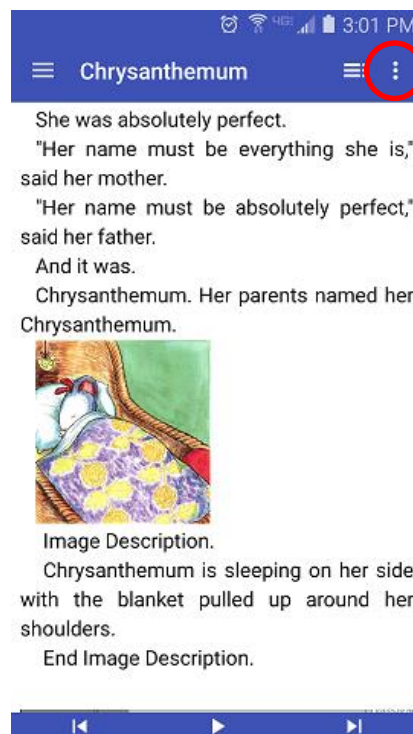 3:01 PM
Chrysanthemum
She was absolutely perfect.
"Her name must be everything she is,"
said her mother.
"Her name must be absolutely perfect,"
said her father.
And it was.
Chrysanthemum. Her parents named her
Chrysanthemum.
Image Description.
Chrysanthemum is sleeping on her side
with the blanket pulled up around her
shoulders.
End Image Description.